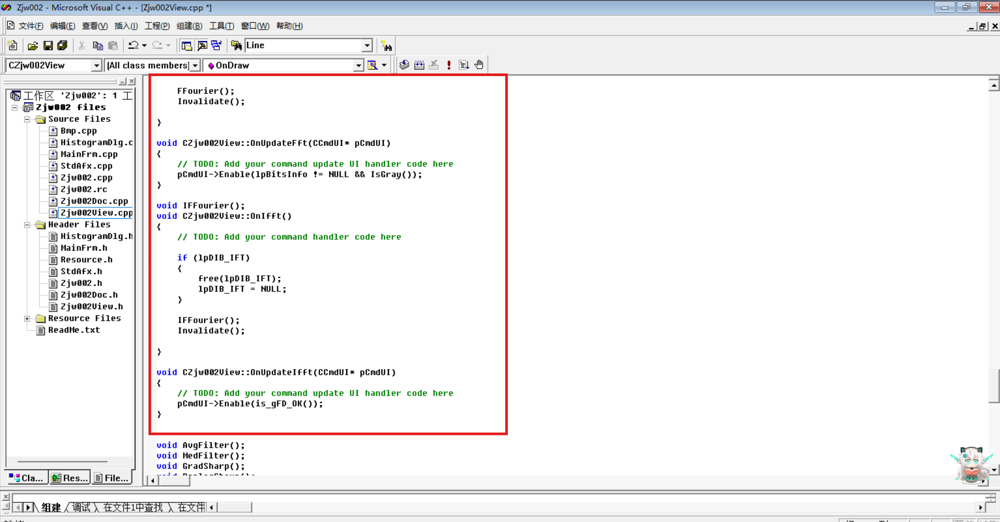 Zjw002 - Microsoft Visual C++ - [Zjw002View.cpp *]
文件(F) 编辑(E) 查看(V) 插入(I) 工程(P) 组建(B) 工具(T) 窗口(W) 帮助(H)
Line
CZjw002View [All class members] OnDraw
工作区 'Zjw002': 1 工
Zjw002 files
Source Files
Bmp.cpp
HistogramDlg.c
MainFrm.cpp
StdAfx.cpp
Zjw002.cpp
Zjw002.rc
Zjw002Doc.cpp
Zjw002View.cpp
Header Files
HistogramDlg.h
MainFrm.h
Resource.h
StdAfx.h
Zjw002.h
Zjw002Doc.h
Zjw002View.h
Resource Files
ReadMe.txt
Cla... Res... File...
FFourier();
Invalidate();
}
void CZjw002View::OnUpdateFft(CCmdUI* pCmdUI)
{
// TODO: Add your command update UI handler code here
pCmdUI->Enable(lpBitsInfo != NULL && IsGray());
}
void IFFourier();
void CZjw002View::OnIfft()
{
// TODO: Add your command handler code here
if (lpDIB_IFT)
{
free(lpDIB_IFT);
lpDIB_IFT = NULL;
}
IFFourier();
Invalidate();
}
void CZjw002View::OnUpdateIfft(CCmdUI* pCmdUI)
{
// TODO: Add your command update UI handler code here
pCmdUI->Enable(is_gFD_OK());
}
void AvgFilter();
void MedFilter();
void GradSharp();
组建 调试 在文件1中查找 在文件